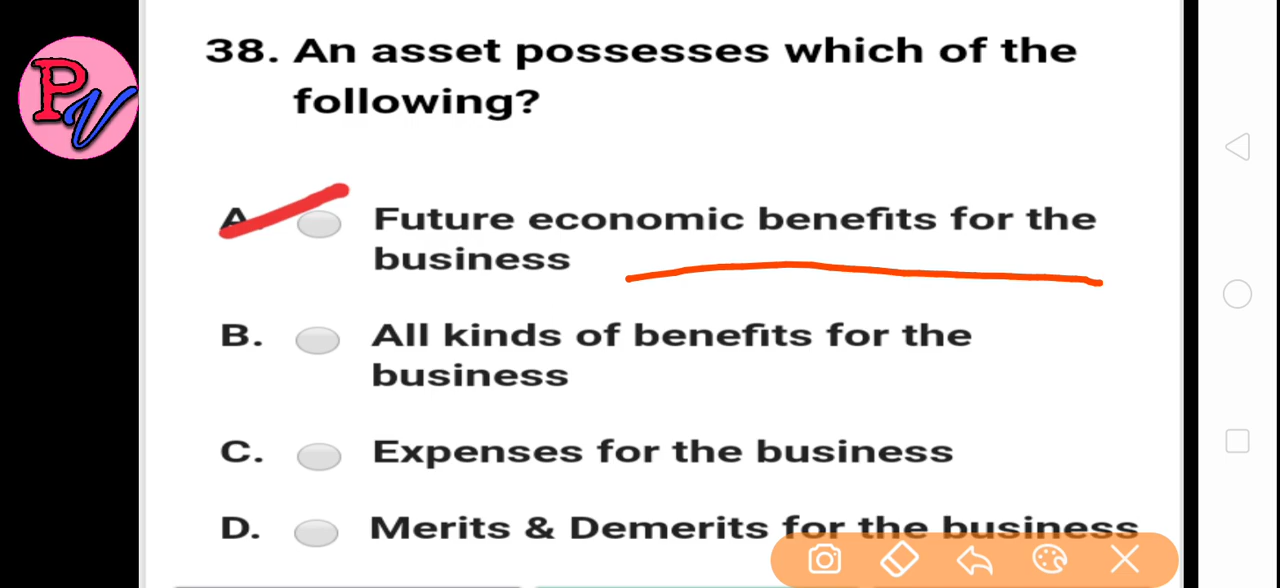 PV
38. An asset possesses which of the
following?
A. Future economic benefits for the
business
B. All kinds of benefits for the
business
C. Expenses for the business
D. Merits & Demerits for the business